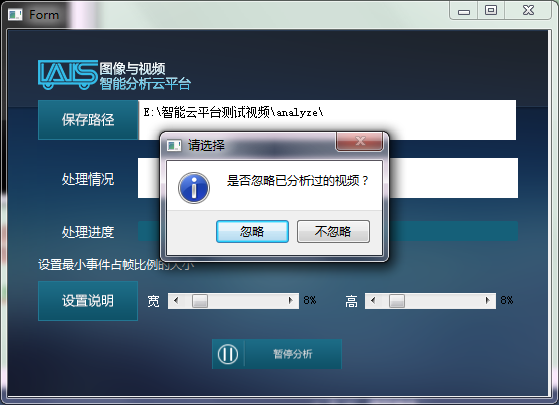 Form
IAIS 图像与视频
智能分析云平台
保存路径
E:\智能云平台测试视频\analyze\
请选择
是否忽略已分析过的视频？
忽略
不忽略
处理情况
处理进度
设置最小事件占帧比例的大小
设置说明
宽
8%
高
8%
暂停分析